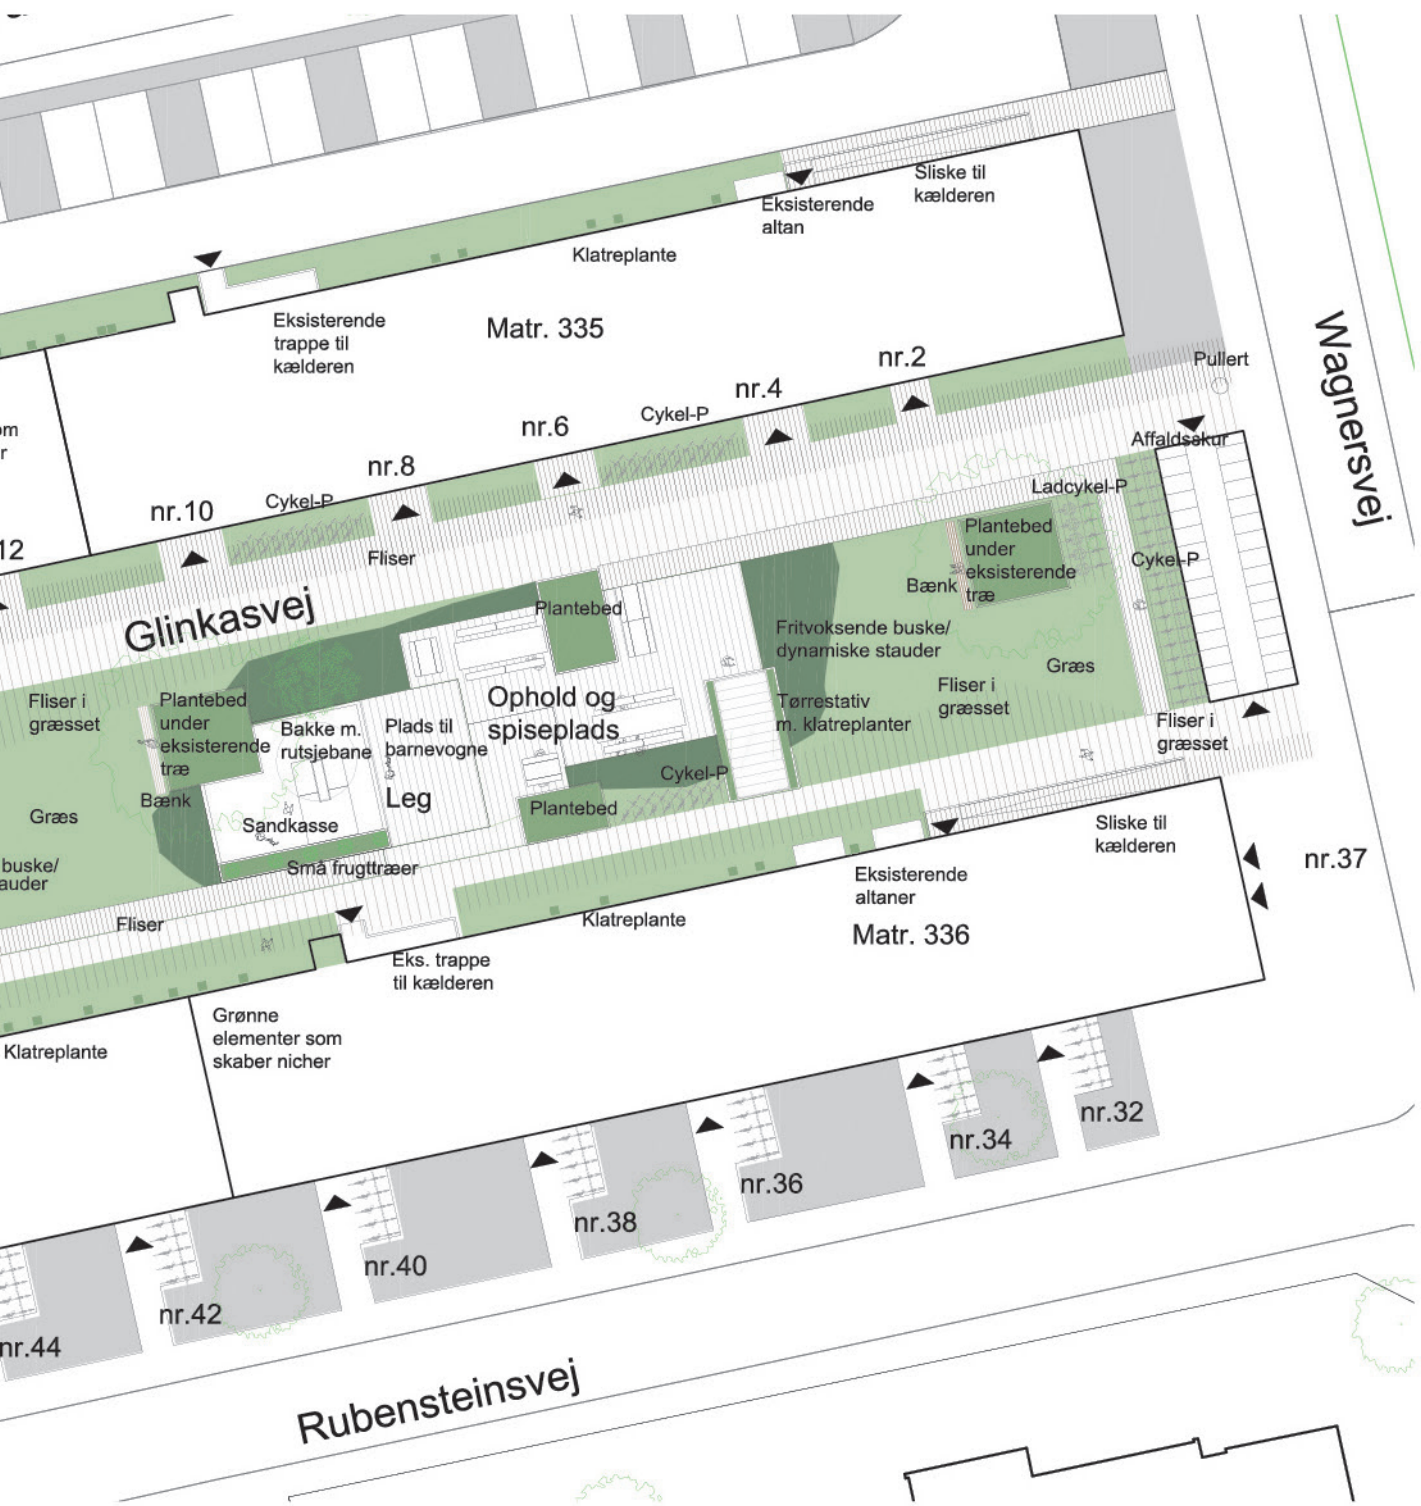 Sliske til
kælderen
Eksisterende
altan
Klatreplante
Eksisterende
trappe til
kælderen
Matr. 335
Wagnersvej
Pullert
nr.2
nr.4
Cykel-P
nr.6
nr.8
Cykel-P
nr.10
12
Affaldsskur
Ladcykel-P
Plantebed
under
eksisterende
træ
Bænk
Cykel-P
Fliser
Glinkasvej
Plantebed
Fritvoksende buske/
dynamiske stauder
Græs
Fliser i
græsset
Fliser i
græsset
Tørrestativ
m. klatreplanter
Ophold og
spiseplads
Fliser i
græsset
Plantebed
under
eksisterende
træ
Bænk
Bakke m.
rutsjebane
Plads til
barnevogne
Leg
Cykel-P
Plantebed
Græs
Sandkasse
Små frugttræer
buske/
Fliser
Sliske til
kælderen
nr.37
Eksisterende
altaner
Klatreplante
Matr. 336
Eks. trappe
til kælderen
Grønne
elementer som
skaber nicher
Klatreplante
nr.32
nr.34
nr.36
nr.38
nr.40
nr.42
nr.44
Rubensteinsvej